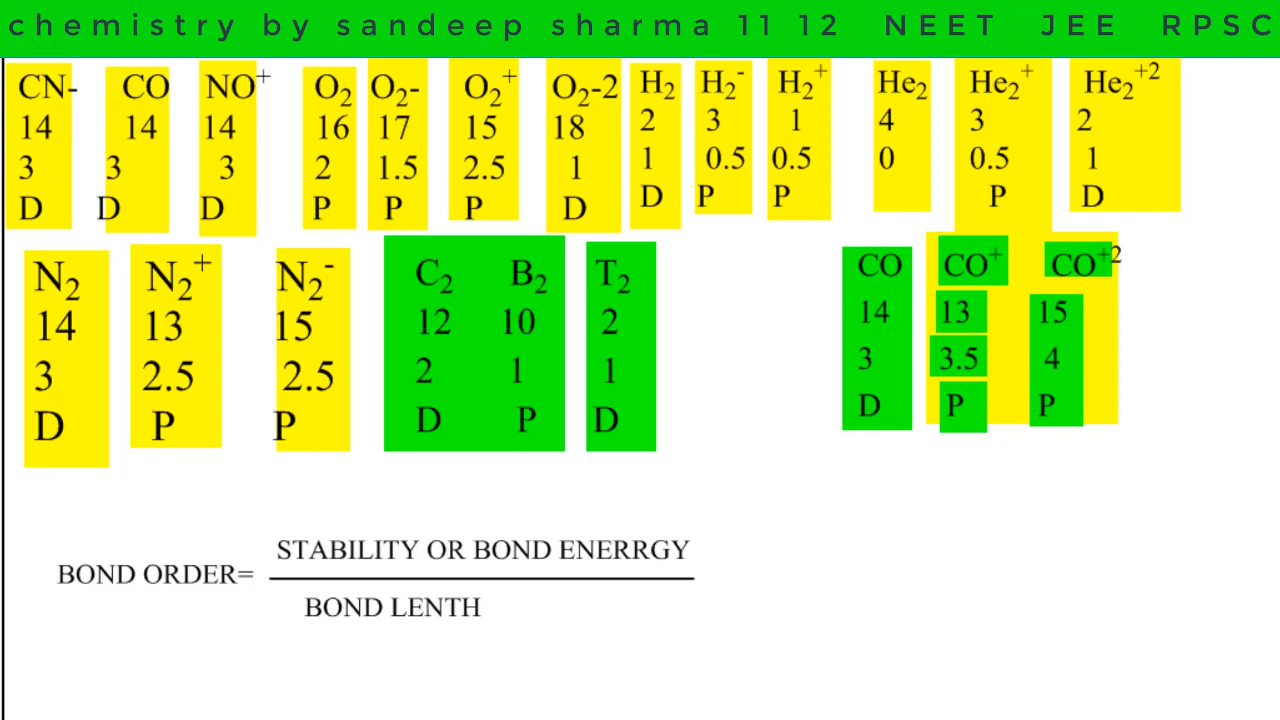 chemistry by sandeep sharma 11 12 NEET JEE RPSC
CN- CO NO⁺ O₂ O₂- O₂⁺ O₂-2 H₂ H₂⁻ H₂⁺ He₂ He₂⁺ He₂⁺²
14 14 14 16 17 15 18 2 3 1 4 3 2
3 3 3 2 1.5 2.5 1 1 0.5 0.5 0 0.5 1
D D D P P P D D P P P D
N₂ N₂⁺ N₂⁻ C₂ B₂ T₂ CO CO⁺ CO⁺²
14 13 15 12 10 2 14 13 15
3 2.5 2.5 2 1 1 3 3.5 4
D P P D P D D P P
STABILITY OR BOND ENERRGY
BOND ORDER=
BOND LENTH